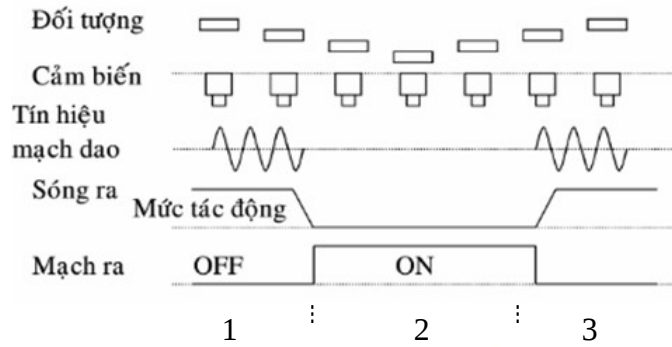 Đối tượng
Cảm biến
Tín hiệu
mạch dao
Sóng ra
Mức tác động
Mạch ra
OFF
ON
1
2
3